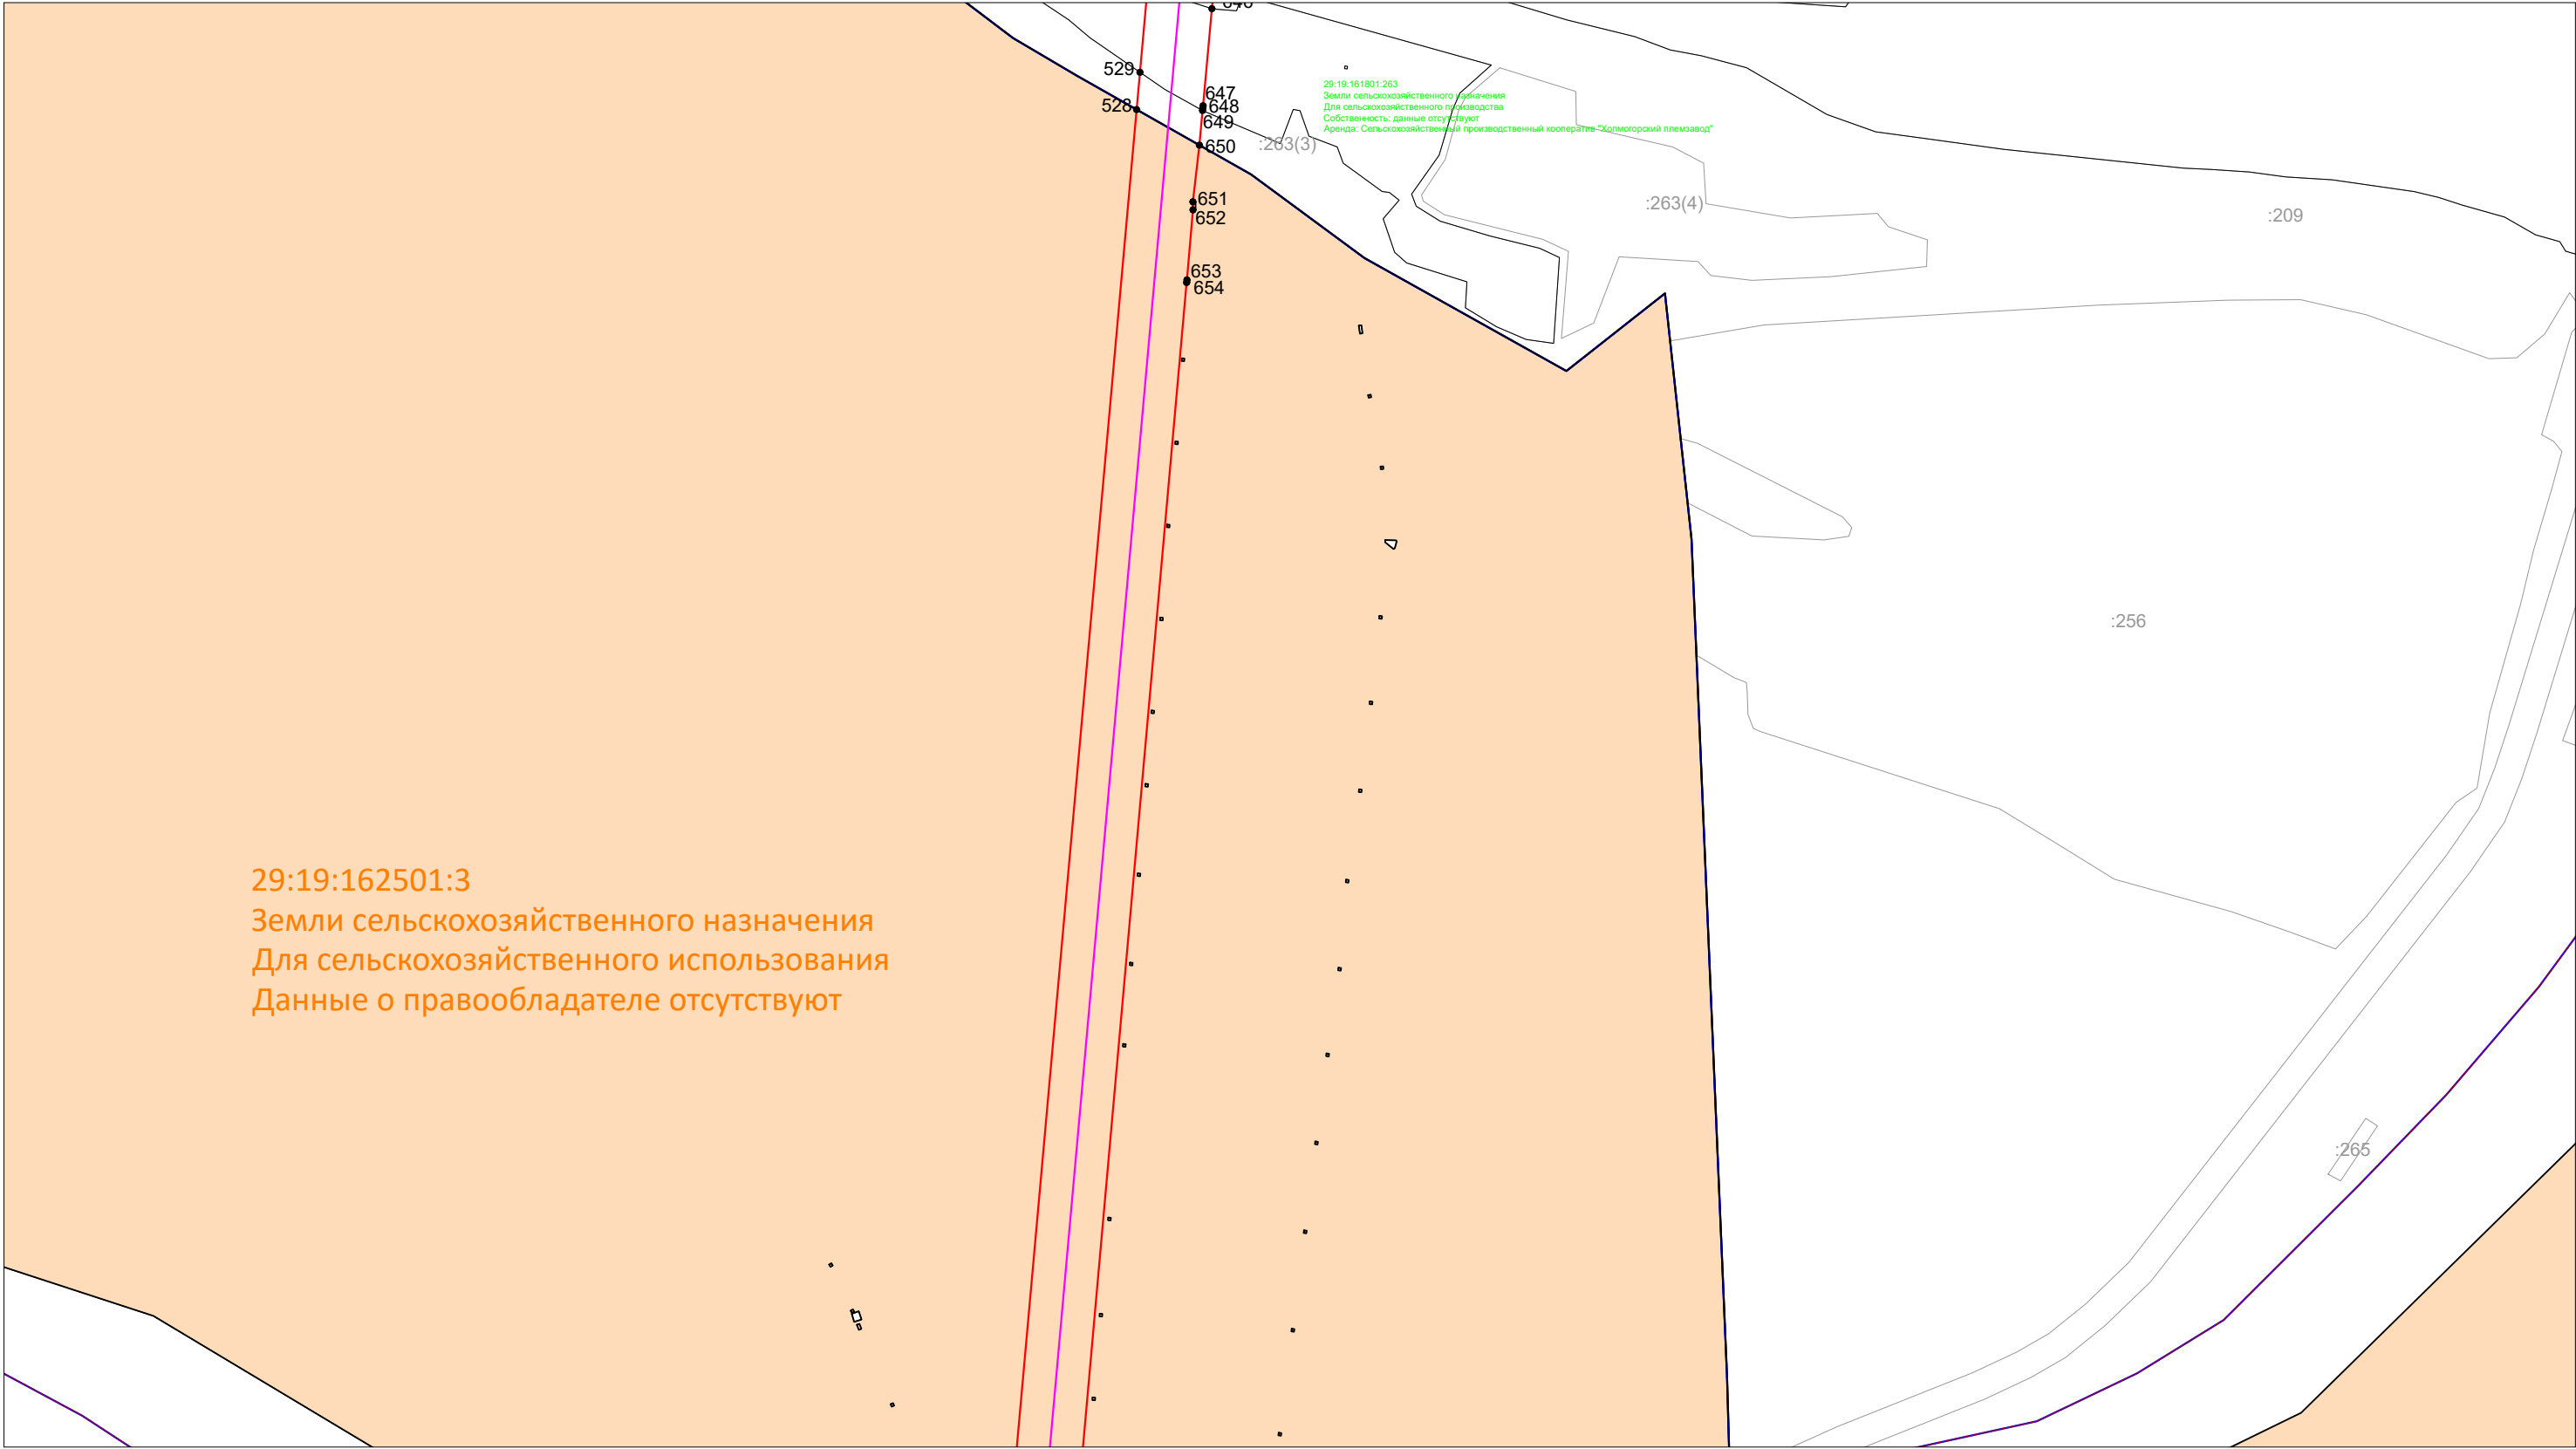 529
528
647
648
649
650
651
652
653
654
29:19:161801:263
Земли сельскохозяйственного назначения
Для сельскохозяйственного производства
Собственность: данные отсутствуют
Аренда: Сельскохозяйственный производственный кооператив "Холмогорский племзавод"
:263(3)
:263(4)
:209
:256
29:19:162501:3
Земли сельскохозяйственного назначения
Для сельскохозяйственного использования
Данные о правообладателе отсутствуют
:265